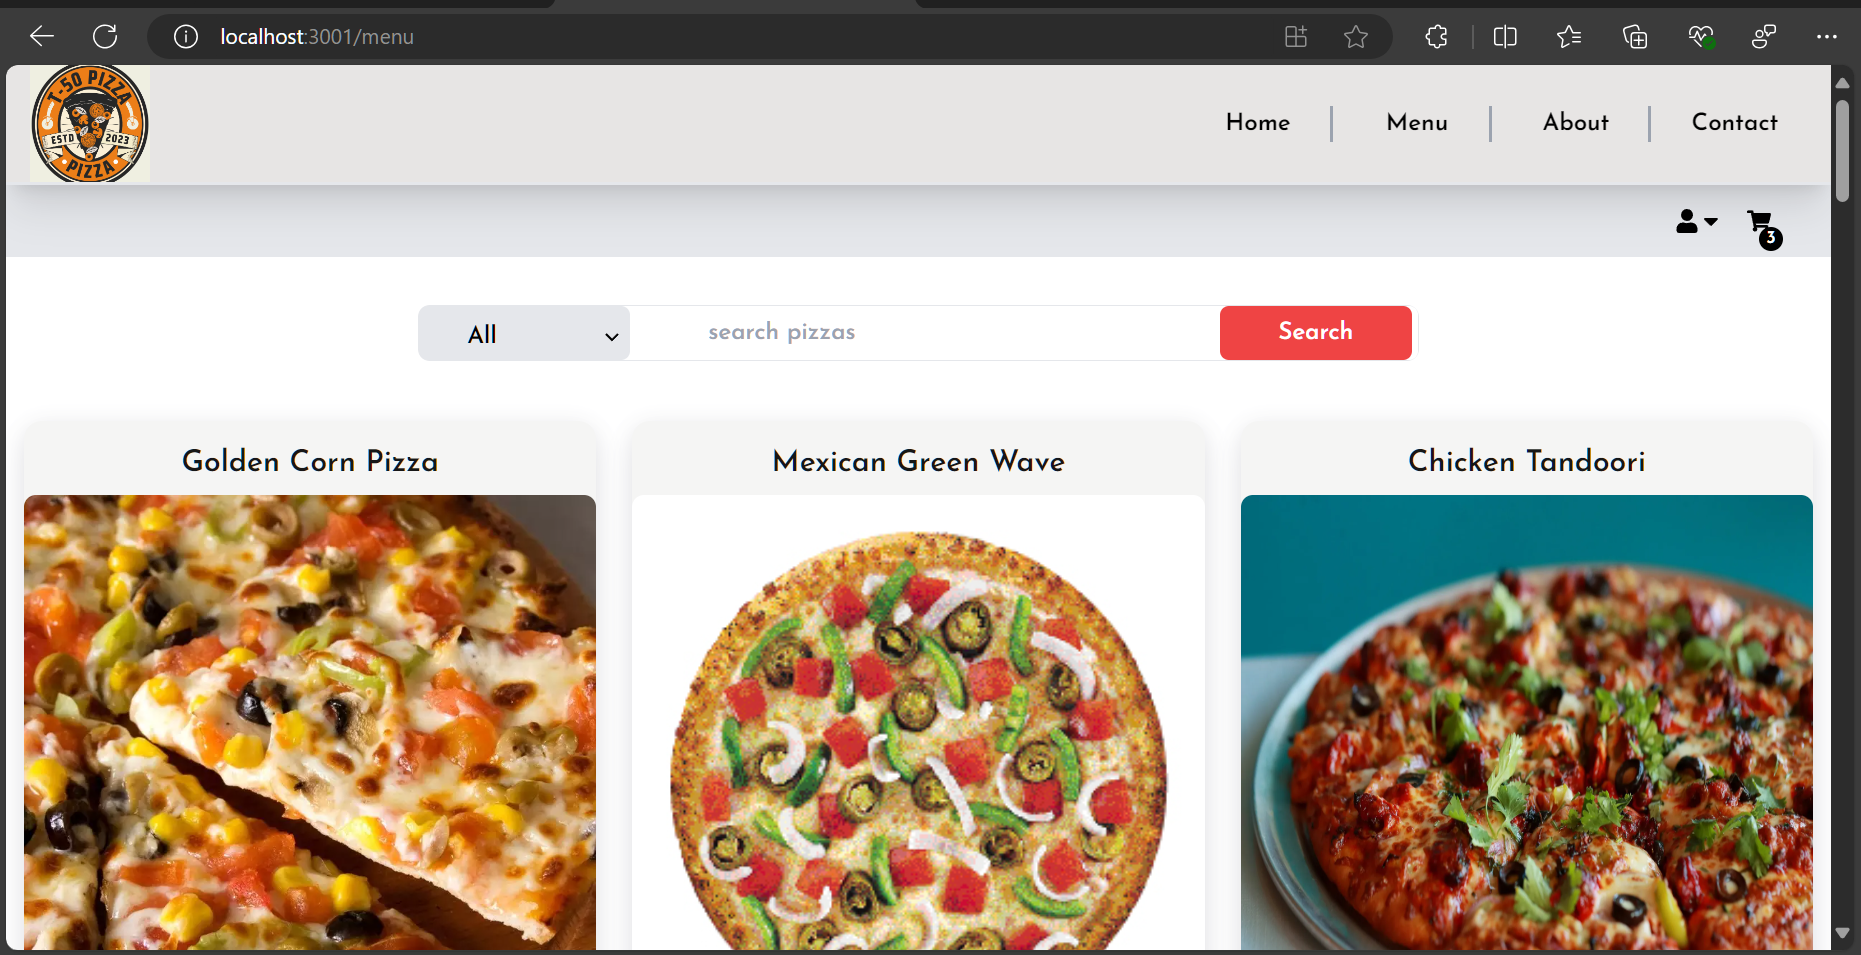 localhost:3001/menu
T-50 PIZZA
ESTD 2023
PIZZA
Home
Menu
About
Contact
3
All
search pizzas
Search
Golden Corn Pizza
Mexican Green Wave
Chicken Tandoori